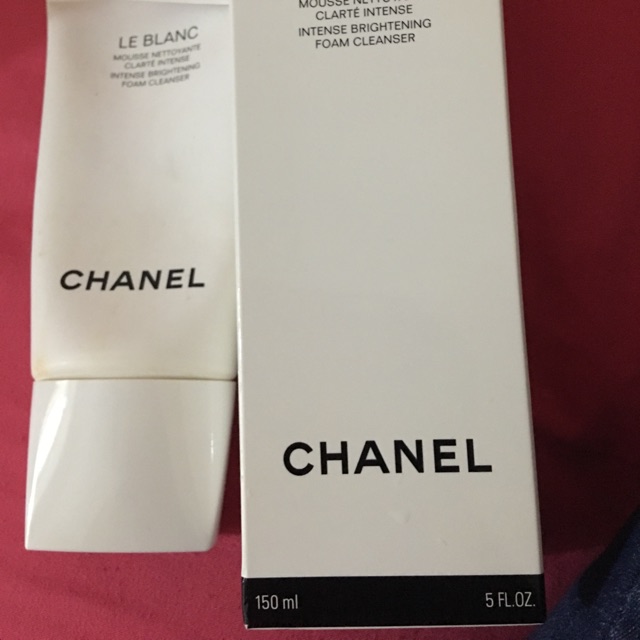 LE BLANC
MOUSSE NETTOYANTE
CLARTÉ INTENSE
INTENSE BRIGHTENING
FOAM CLEANSER
CHANEL
CLARTÉ INTENSE
INTENSE BRIGHTENING
FOAM CLEANSER
CHANEL
150 ml 5 FL.OZ.